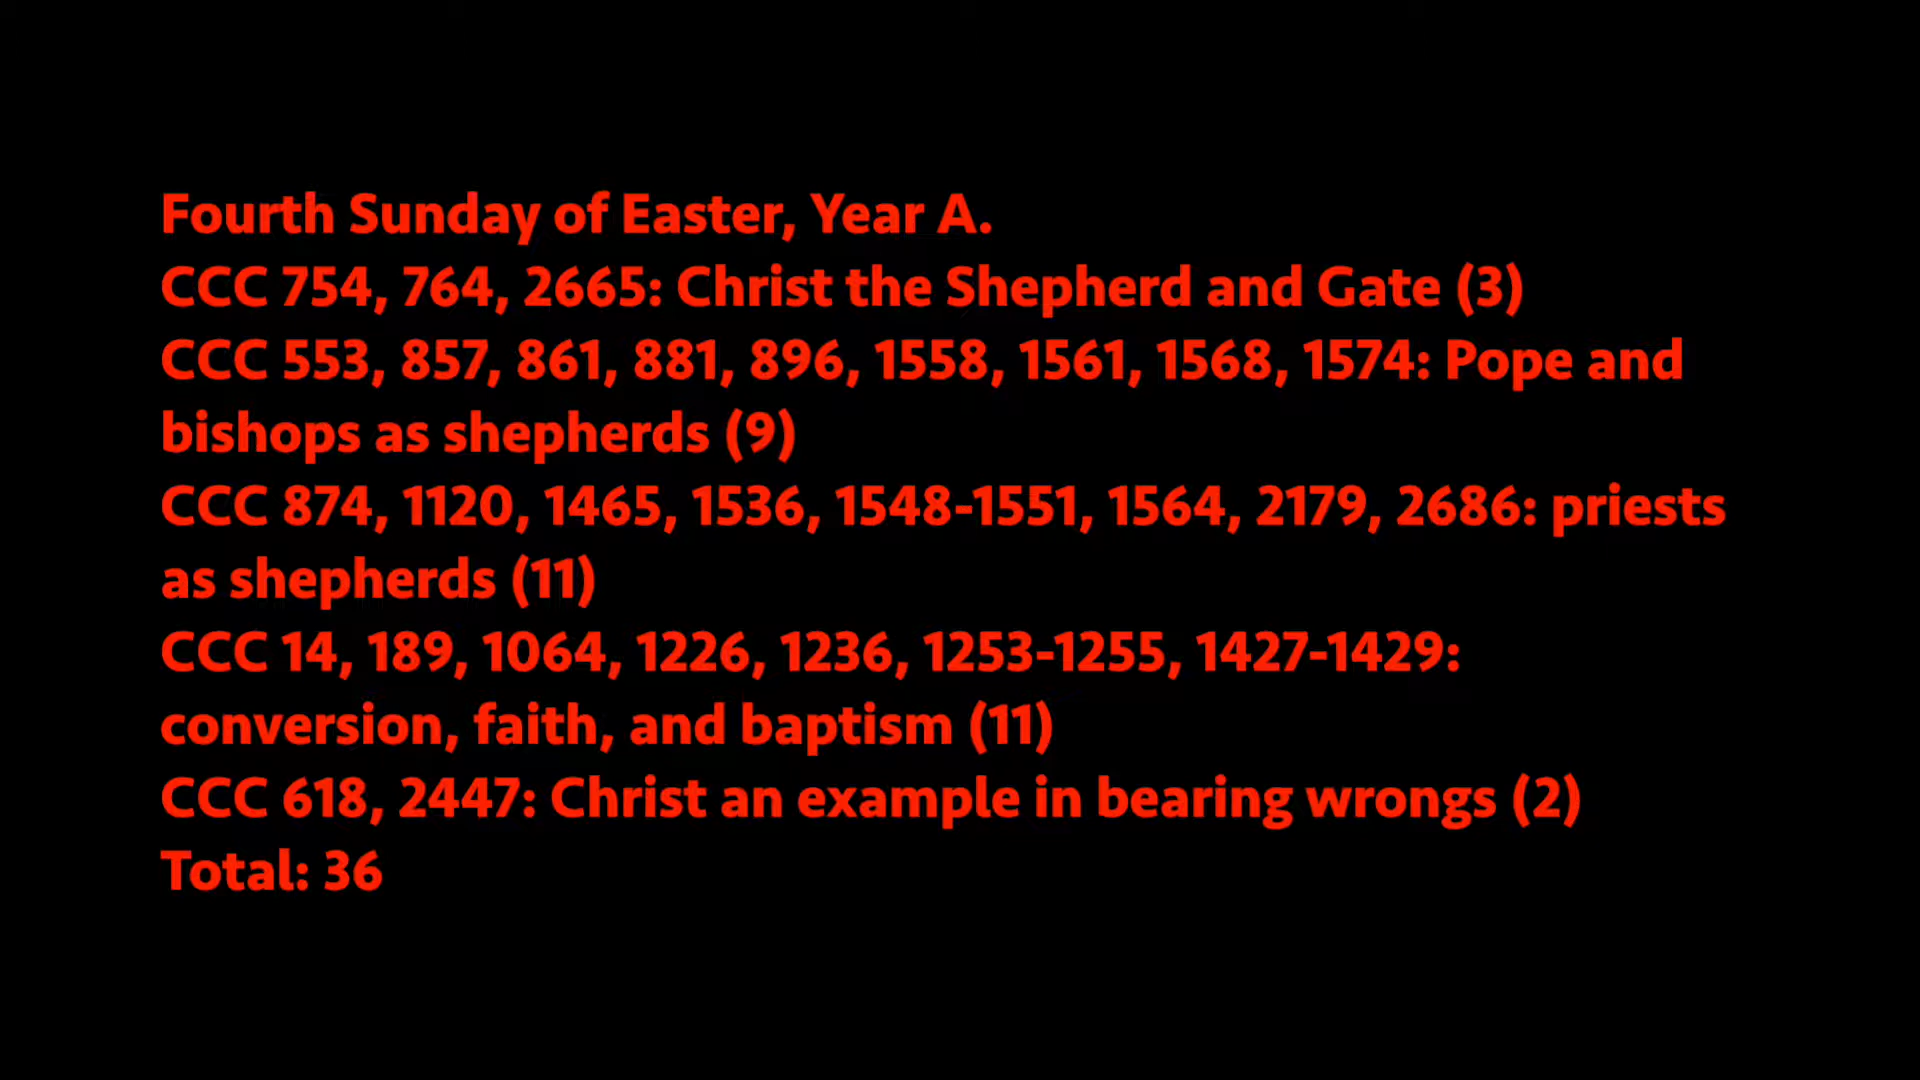 Fourth Sunday of Easter, Year A.
CCC 754, 764, 2665: Christ the Shepherd and Gate (3)
CCC 553, 857, 861, 881, 896, 1558, 1561, 1568, 1574: Pope and
bishops as shepherds (9)
CCC 874, 1120, 1465, 1536, 1548-1551, 1564, 2179, 2686: priests
as shepherds (11)
CCC 14, 189, 1064, 1226, 1236, 1253-1255, 1427-1429:
conversion, faith, and baptism (11)
CCC 618, 2447: Christ an example in bearing wrongs (2)
Total: 36